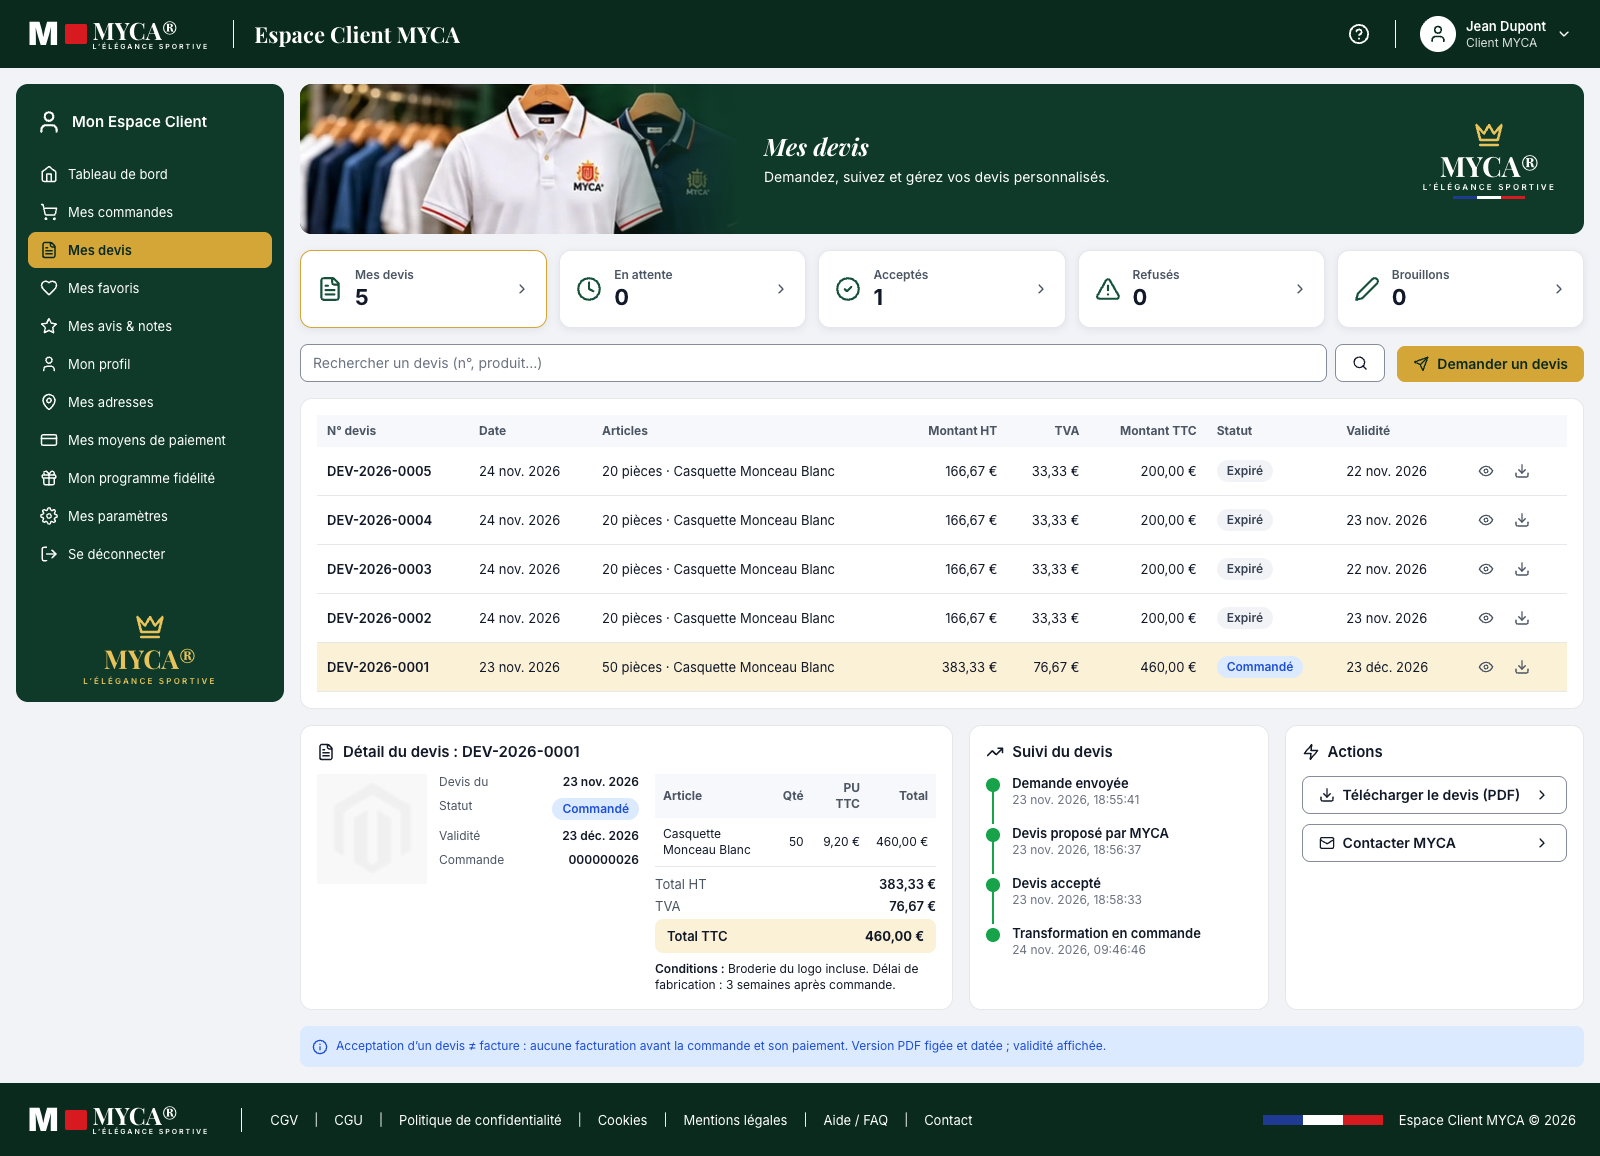 M MYCA®
L'ÉLÉGANCE SPORTIVE
Espace Client MYCA
Jean Dupont
Client MYCA
Mon Espace Client
Tableau de bord
Mes commandes
Mes devis
Mes favoris
Mes avis & notes
Mon profil
Mes adresses
Mes moyens de paiement
Mon programme fidélité
Mes paramètres
Se déconnecter
MYCA®
L'ÉLÉGANCE SPORTIVE
MYCA
MYCA
Mes devis
Demandez, suivez et gérez vos devis personnalisés.
MYCA®
L'ÉLÉGANCE SPORTIVE
Mes devis
5
En attente
0
Acceptés
1
Refusés
0
Brouillons
0
Rechercher un devis (n°, produit...)
Demander un devis
N° devis Date Articles Montant HT TVA Montant TTC Statut Validité
DEV-2026-0005 24 nov. 2026 20 pièces · Casquette Monceau Blanc 166,67 € 33,33 € 200,00 € Expiré 22 nov. 2026
DEV-2026-0004 24 nov. 2026 20 pièces · Casquette Monceau Blanc 166,67 € 33,33 € 200,00 € Expiré 23 nov. 2026
DEV-2026-0003 24 nov. 2026 20 pièces · Casquette Monceau Blanc 166,67 € 33,33 € 200,00 € Expiré 22 nov. 2026
DEV-2026-0002 24 nov. 2026 20 pièces · Casquette Monceau Blanc 166,67 € 33,33 € 200,00 € Expiré 23 nov. 2026
DEV-2026-0001 23 nov. 2026 50 pièces · Casquette Monceau Blanc 383,33 € 76,67 € 460,00 € Commandé 23 déc. 2026
Détail du devis : DEV-2026-0001
Devis du 23 nov. 2026
Statut Commandé
Validité 23 déc. 2026
Commande 000000026
Article Qté PU TTC Total
Casquette Monceau Blanc 50 9,20 € 460,00 €
Total HT 383,33 €
TVA 76,67 €
Total TTC 460,00 €
Conditions : Broderie du logo incluse. Délai de
fabrication : 3 semaines après commande.
Suivi du devis
Demande envoyée
23 nov. 2026, 18:55:41
Devis proposé par MYCA
23 nov. 2026, 18:56:37
Devis accepté
23 nov. 2026, 18:58:33
Transformation en commande
24 nov. 2026, 09:46:46
Actions
Télécharger le devis (PDF)
Contacter MYCA
Acceptation d'un devis ≠ facture : aucune facturation avant la commande et son paiement. Version PDF figée et datée ; validité affichée.
M MYCA®
L'ÉLÉGANCE SPORTIVE
CGV | CGU | Politique de confidentialité | Cookies | Mentions légales | Aide / FAQ | Contact
Espace Client MYCA © 2026